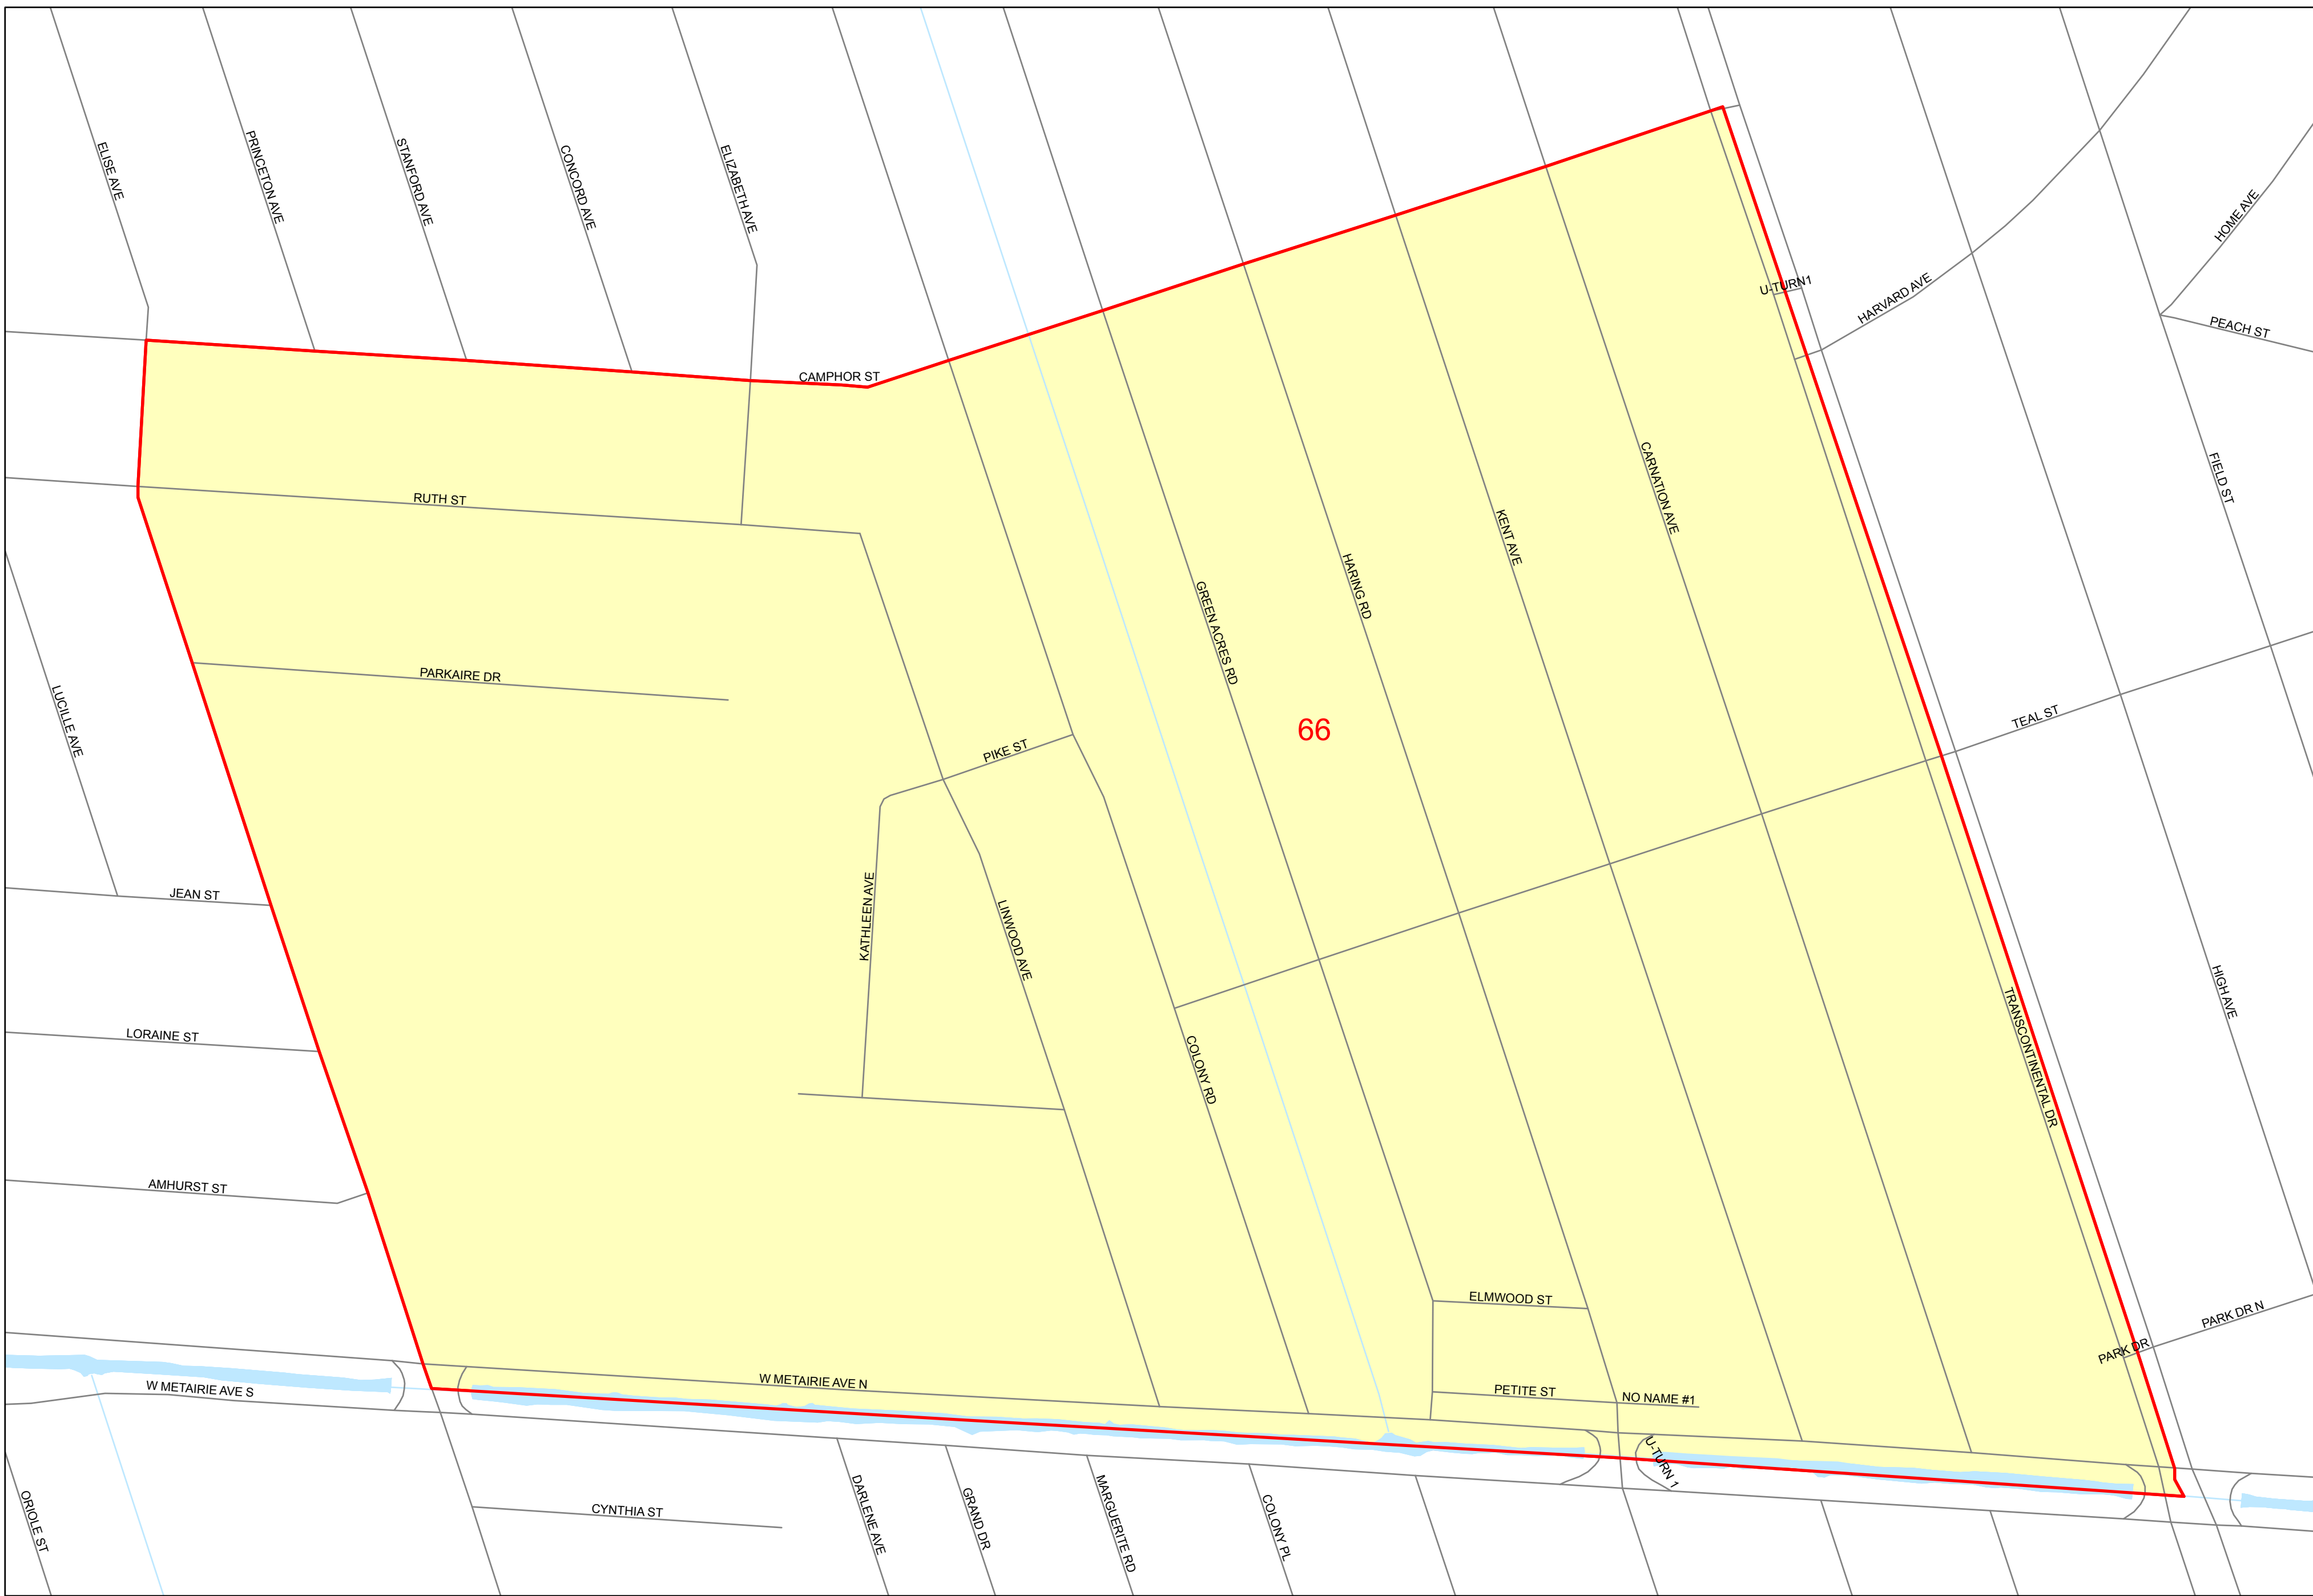 ELISE AVE
PRINCETON AVE
STANFORD AVE
CONCORD AVE
ELIZABETH AVE
HOME AVE
U-TURN1
HARVARD AVE
PEACH ST
CAMPHOR ST
RUTH ST
CARNATION AVE
FIELD ST
KENT AVE
HARING RD
GREEN ACRES RD
PARKAIRE DR
LUCILLE AVE
66
TEAL ST
PIKE ST
JEAN ST
KATHLEEN AVE
LINWOOD AVE
HIGH AVE
TRANSCONTINENTAL DR
LORAINE ST
COLONY RD
AMHURST ST
ELMWOOD ST
PARK DR N
PARK DR
W METAIRIE AVE S
W METAIRIE AVE N
PETITE ST
NO NAME #1
U-TURN 1
ORIOLE ST
CYNTHIA ST
DARLENE AVE
GRAND DR
MARGUERITE RD
COLONY PL